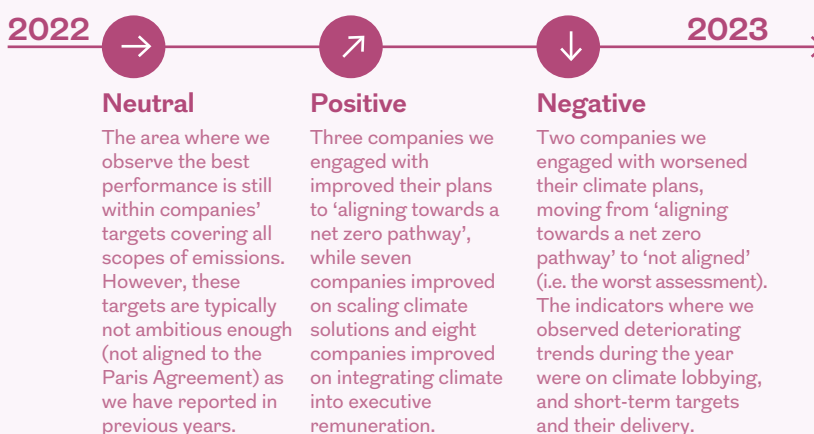 2022
2023
Neutral
The area where we
observe the best
performance is still
within companies’
targets covering all
scopes of emissions.
However, these
targets are typically
not ambitious enough
(not aligned to the
Paris Agreement) as
we have reported in
previous years.
Positive
Three companies we
engaged with
improved their plans
to ‘aligning towards a
net zero pathway’,
while seven
companies improved
on scaling climate
solutions and eight
companies improved
on integrating climate
into executive
remuneration.
Negative
Two companies we
engaged with worsened
their climate plans,
moving from ‘aligning
towards a net zero
pathway’ to ‘not aligned’
(i.e. the worst assessment).
The indicators where we
observed deteriorating
trends during the year
were on climate lobbying,
and short-term targets
and their delivery.